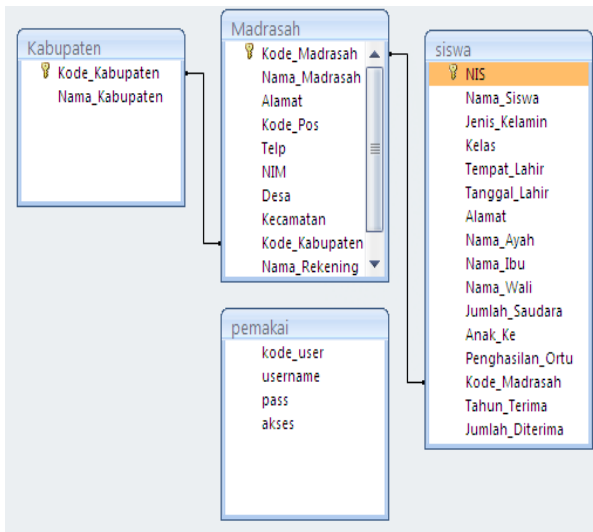 Kabupaten
Kode_Kabupaten
Nama_Kabupaten
Madrasah
Kode_Madrasah
Nama_Madrasah
Alamat
Kode_Pos
Telp
NIM
Desa
Kecamatan
Kode_Kabupaten
Nama_Rekening
pemakai
kode_user
username
pass
akses
siswa
NIS
Nama_Siswa
Jenis_Kelamin
Kelas
Tempat_Lahir
Tanggal_Lahir
Alamat
Nama_Ayah
Nama_Ibu
Nama_Wali
Jumlah_Saudara
Anak_Ke
Penghasilan_Ortu
Kode_Madrasah
Tahun_Terima
Jumlah_Diterima